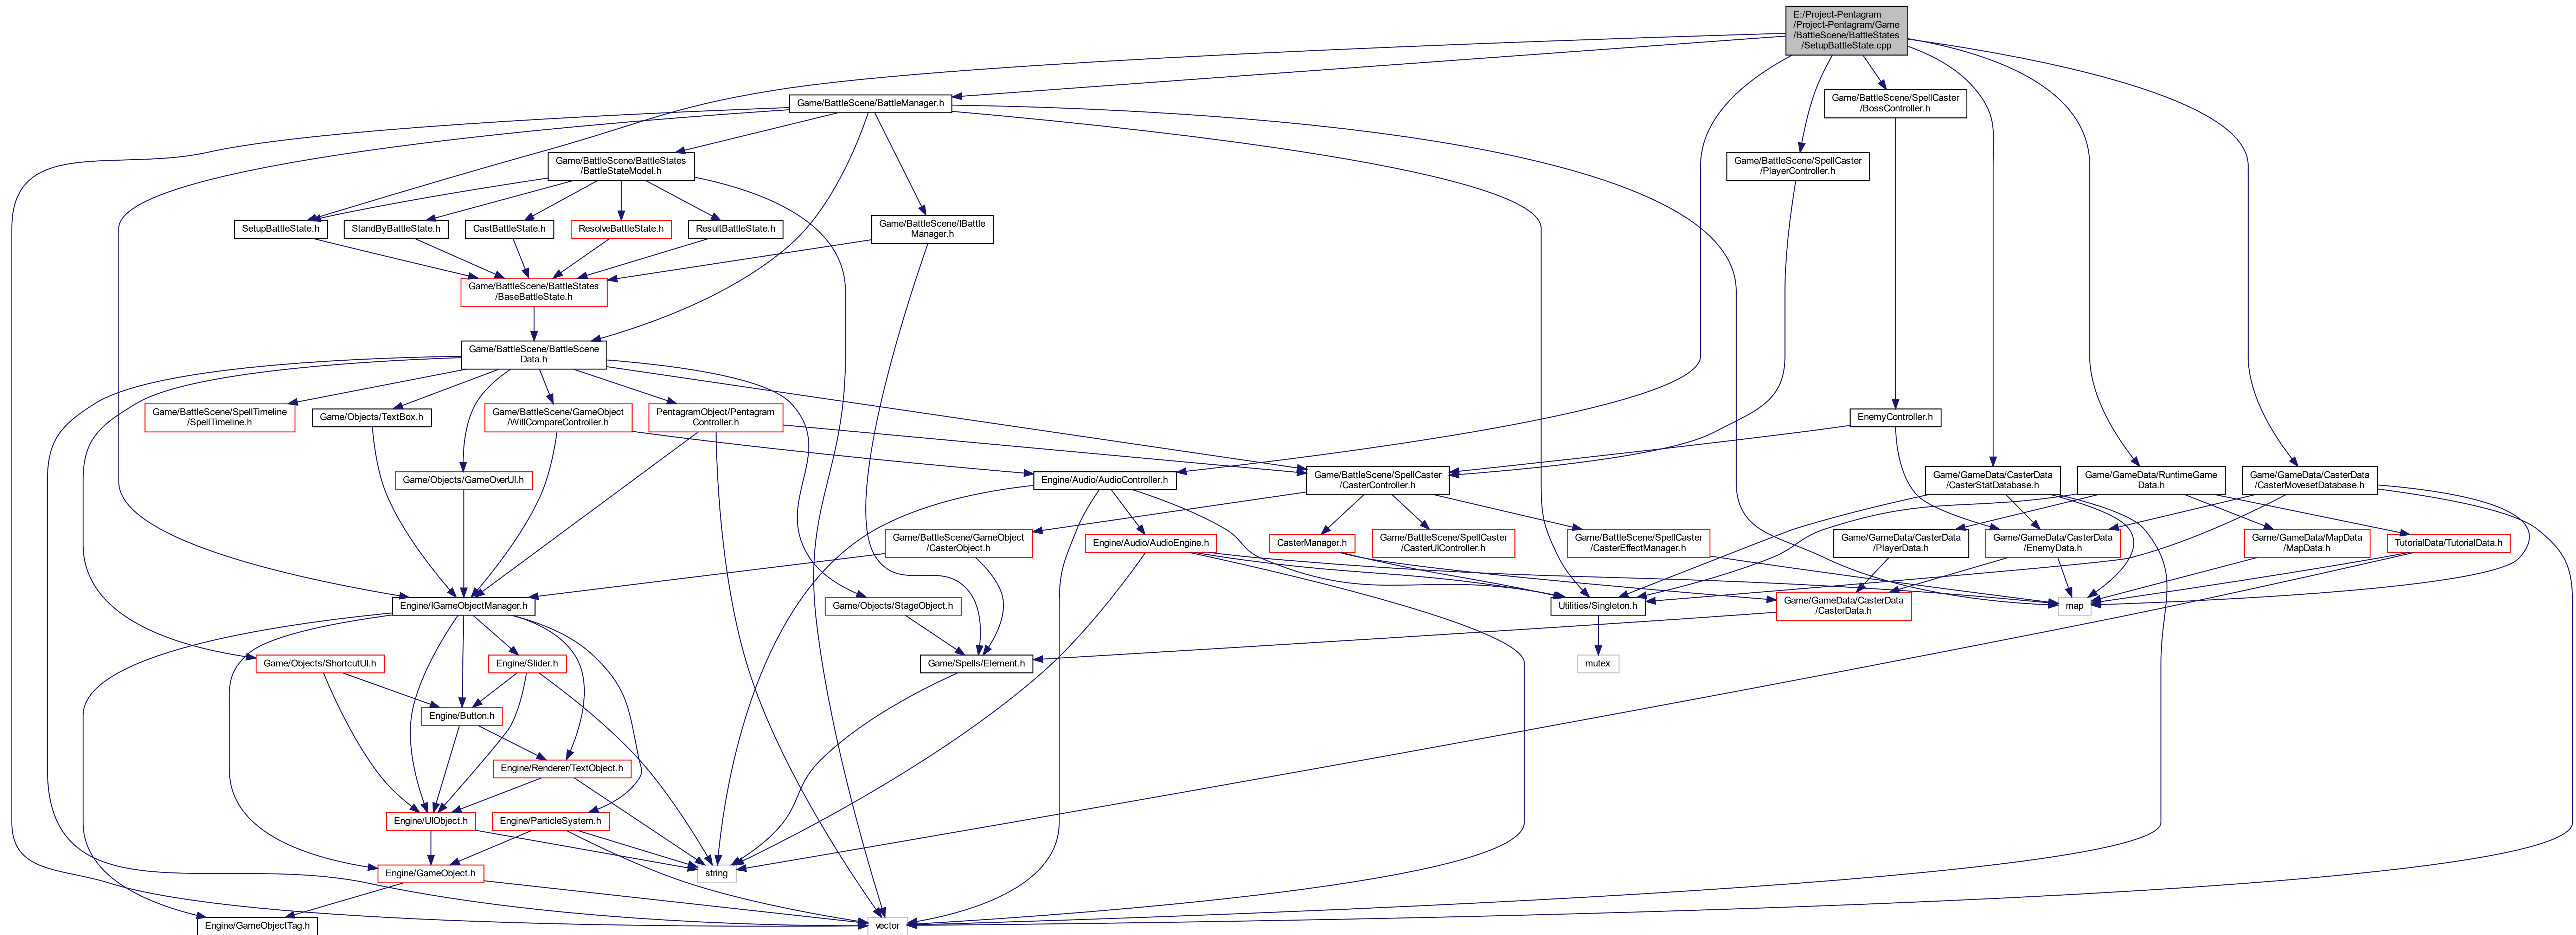 E:/Project-Pentagram
/Project-Pentagram/Game
/BattleScene/BattleStates
/SetupBattleState.cpp
Game/BattleScene/BattleManager.h
Game/BattleScene/SpellCaster
/BossController.h
Game/BattleScene/BattleStates
/BattleStateModel.h
Game/BattleScene/SpellCaster
/PlayerController.h
SetupBattleState.h
StandByBattleState.h
CastBattleState.h
ResolveBattleState.h
ResultBattleState.h
Game/BattleScene/IBattle
Manager.h
Game/BattleScene/BattleStates
/BaseBattleState.h
Game/BattleScene/BattleScene
Data.h
Game/BattleScene/SpellTimeline
/SpellTimeline.h
Game/Objects/TextBox.h
Game/BattleScene/GameObject
/WillCompareController.h
PentagramObject/Pentagram
Controller.h
EnemyController.h
Game/Objects/GameOverUI.h
Engine/Audio/AudioController.h
Game/BattleScene/SpellCaster
/CasterController.h
Game/GameData/CasterData
/CasterStatDatabase.h
Game/GameData/RuntimeGame
Data.h
Game/GameData/CasterData
/CasterMovesetDatabase.h
Game/BattleScene/GameObject
/CasterObject.h
Engine/Audio/AudioEngine.h
CasterManager.h
Game/BattleScene/SpellCaster
/CasterUIController.h
Game/BattleScene/SpellCaster
/CasterEffectManager.h
Game/GameData/CasterData
/PlayerData.h
Game/GameData/CasterData
/EnemyData.h
Game/GameData/MapData
/MapData.h
TutorialData/TutorialData.h
Engine/IGameObjectManager.h
Game/Objects/StageObject.h
Utilities/Singleton.h
Game/GameData/CasterData
/CasterData.h
map
Game/Objects/ShortcutUI.h
Engine/Slider.h
Game/Spells/Element.h
mutex
Engine/Button.h
Engine/Renderer/TextObject.h
Engine/UIObject.h
Engine/ParticleSystem.h
Engine/GameObject.h
string
Engine/GameObjectTag.h
vector